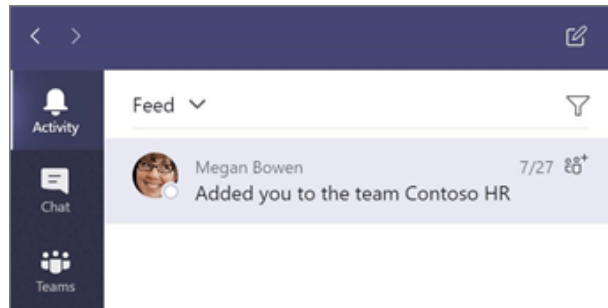 Activity
Chat
Teams
Feed
Megan Bowen 7/27
Added you to the team Contoso HR